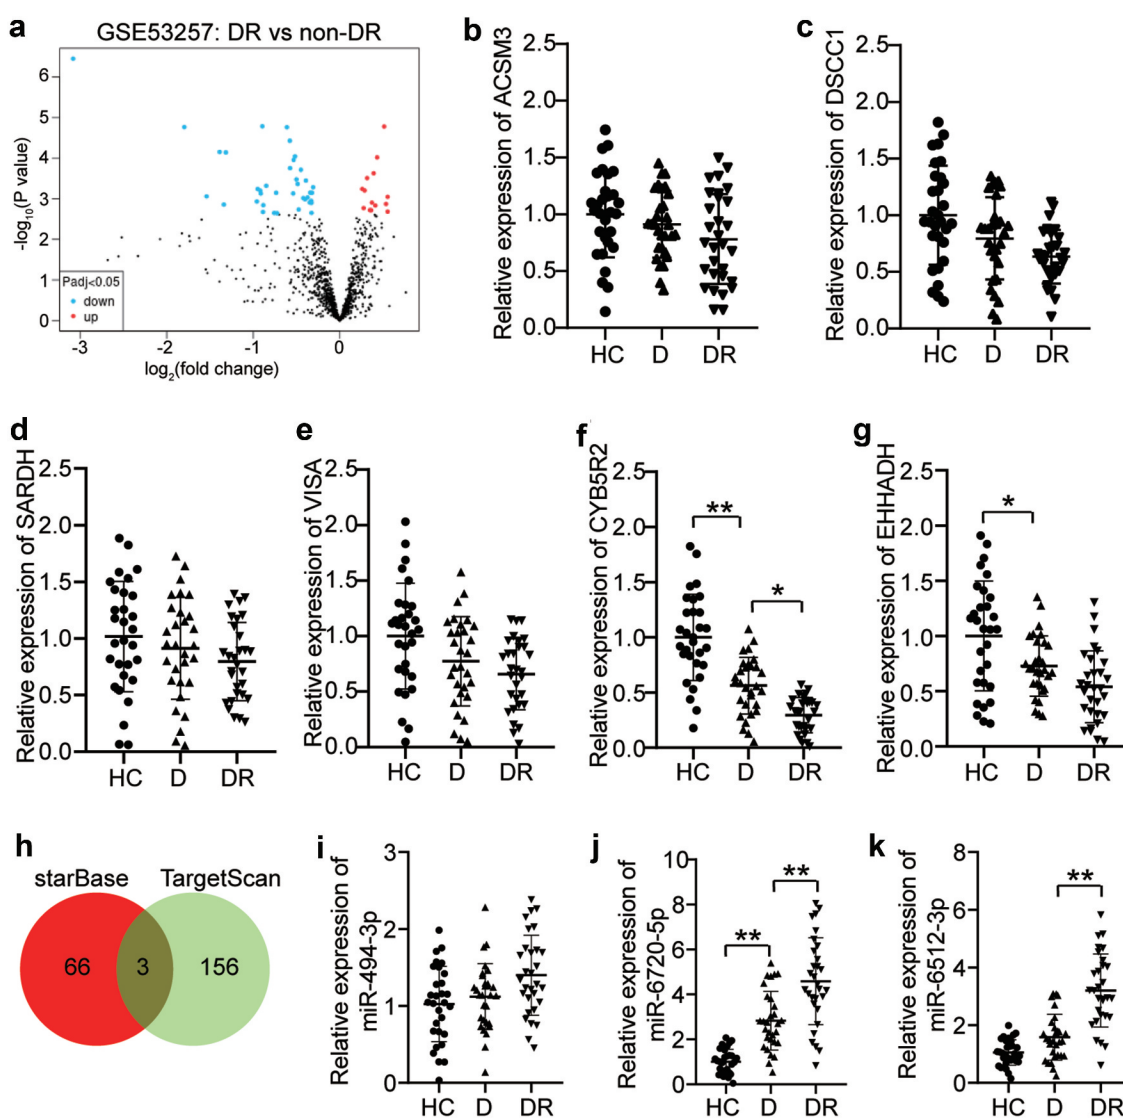 a
GSE53257: DR vs non-DR
-log10(P value)
6
5
4
3
2
1
0
Padj<0.05
down
up
-3
-2
-1
0
log2(fold change)
b
Relative expression of ACSM3
2.5
2.0
1.5
1.0
0.5
0.0
HC D DR
c
Relative expression of DSCC1
2.5
2.0
1.5
1.0
0.5
0.0
HC D DR
d
Relative expression of SARDH
2.5
2.0
1.5
1.0
0.5
0.0
HC D DR
e
Relative expression of VISA
2.5
2.0
1.5
1.0
0.5
0.0
HC D DR
f
Relative expression of CYB5R2
2.5
2.0
1.5
1.0
0.5
0.0
**
*
HC D DR
g
Relative expression of EHHADH
2.5
2.0
1.5
1.0
0.5
0.0
*
HC D DR
h
starBase TargetScan
66 3 156
i
Relative expression of
miR-494-3p
3
2
1
0
HC D DR
j
Relative expression of
miR-6720-5p
10
8
6
4
2
0
**
**
HC D DR
k
Relative expression of
miR-6512-3p
8
6
4
2
0
**
HC D DR